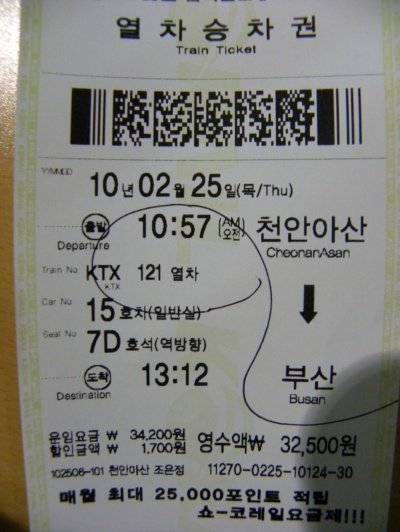 열차승차권
Train Ticket
YYMMDD
10년 02월 25일(목/Thu)
출발 10:57 (AM 오전) 천안아산
Departure CheonanAsan
Train No KTX 121 열차
KTX
Car No 15 호차(일반실)
Seat No 7D 호석(역방향)
도착 13:12 부산
Destination Busan
운임요금 ₩ 34,200원 영수액₩ 32,500원
할인금액 ₩ 1,700원
102506-101 천안아산 조은정 11270-0225-10124-30
매월 최대 25,000포인트 적립
쇼-코레일요금제!!!